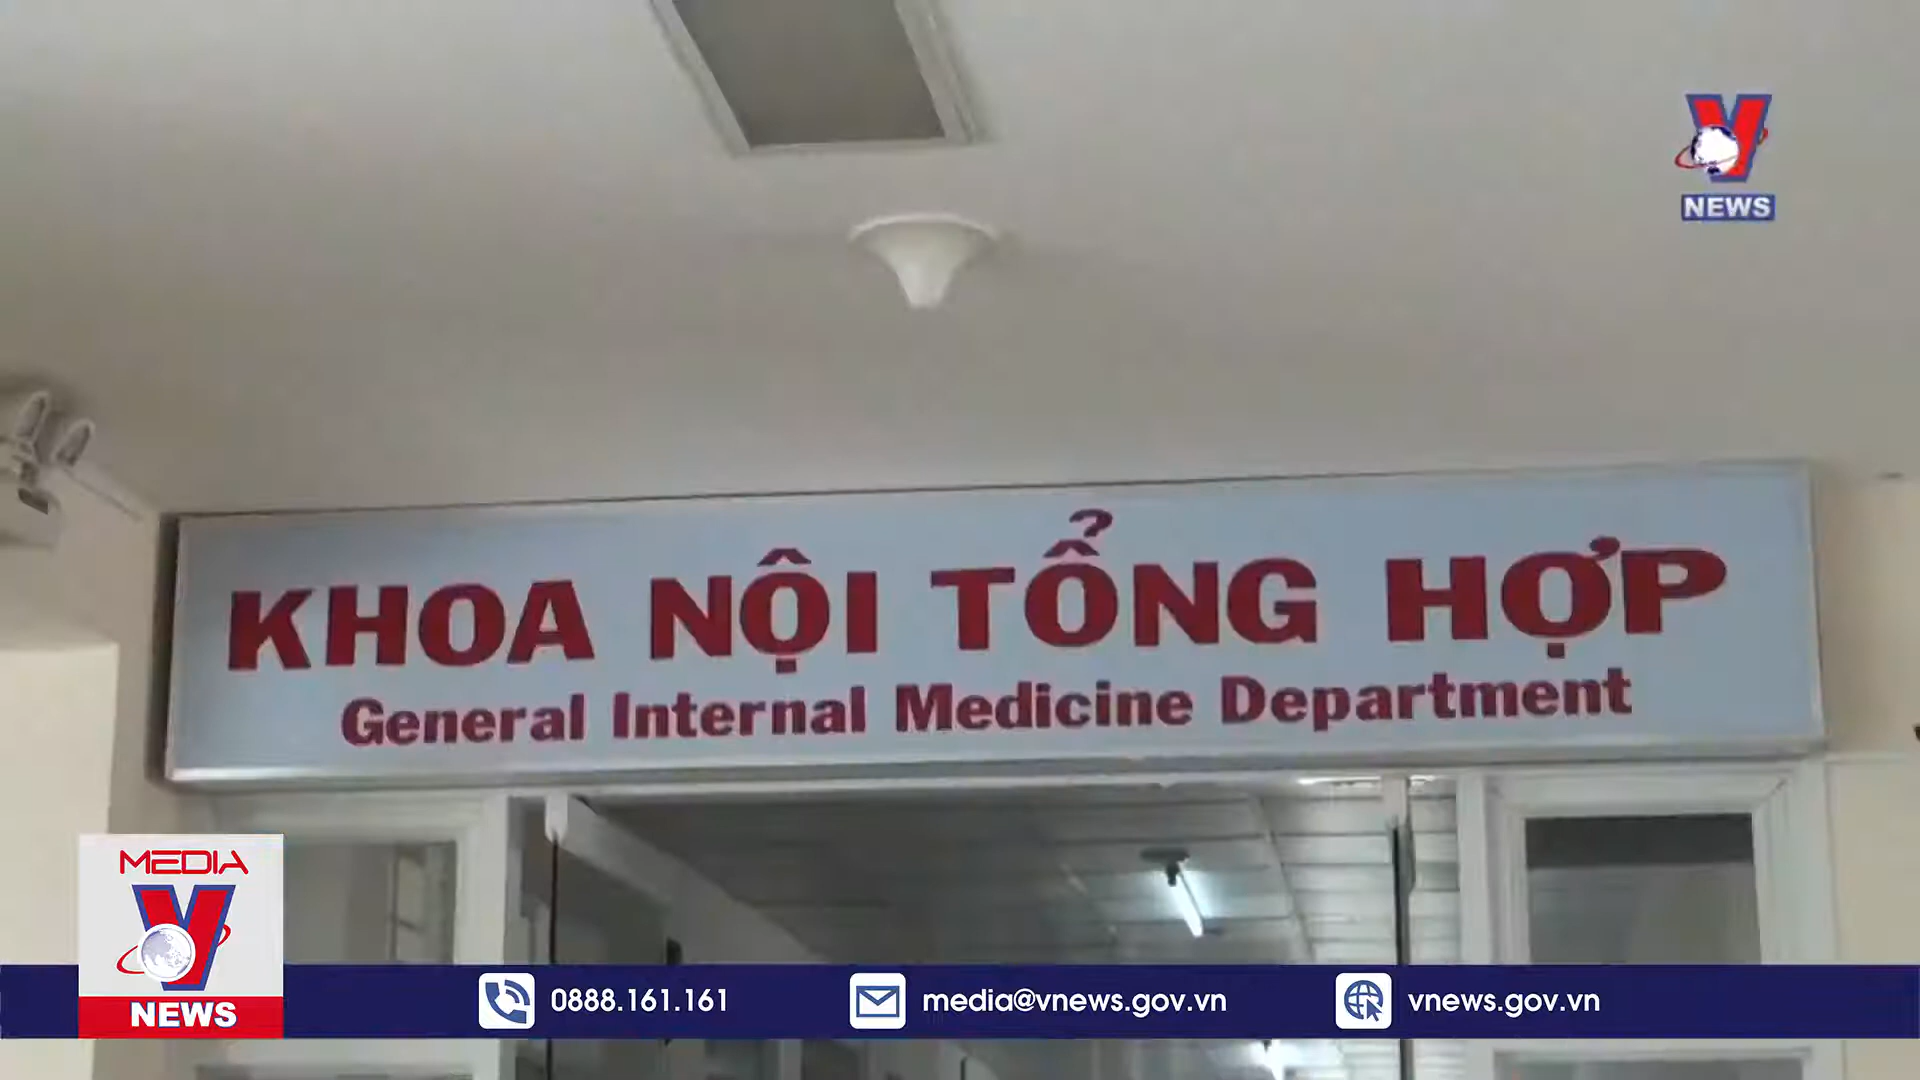 NEWS
KHOA NỘI TỔNG HỢP
General Internal Medicine Department
MEDIA
NEWS
0888.161.161
media@vnews.gov.vn
vnews.gov.vn